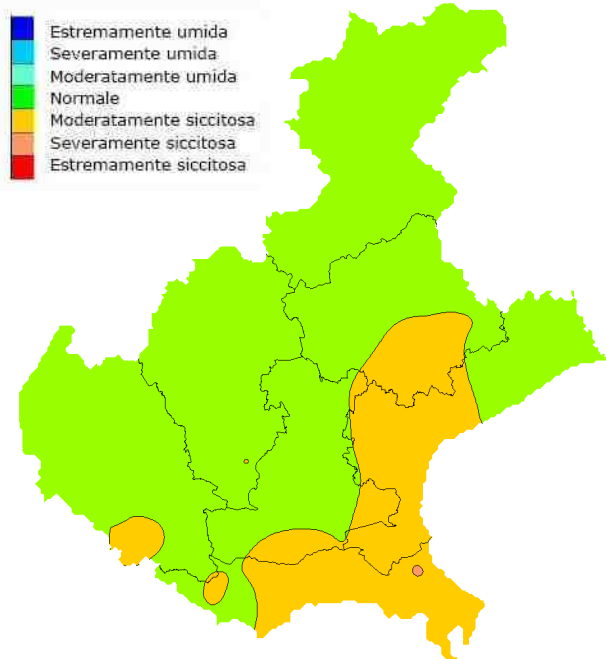 Estremamente umida
Severamente umida
Moderatamente umida
Normale
Moderatamente siccitosa
Severamente siccitosa
Estremamente siccitosa